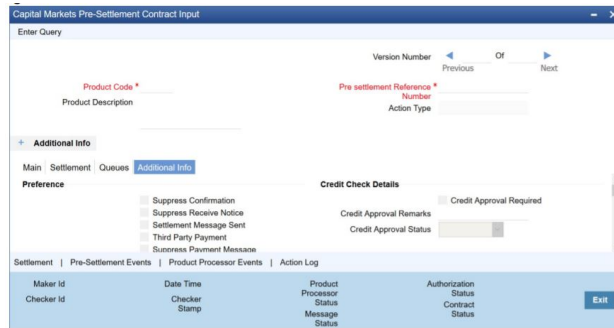 Capital Markets Pre-Settlement Contract Input
Enter Query
Version Number Of
Previous Next
Product Code * Pre settlement Reference *
Number
Product Description Action Type
+ Additional Info
Main Settlement Queues Additional Info
Preference Credit Check Details
Suppress Confirmation Credit Approval Required
Suppress Receive Notice Credit Approval Remarks
Settlement Message Sent Credit Approval Status
Third Party Payment
Suppress Payment Message
Settlement | Pre-Settlement Events | Product Processor Events | Action Log
Maker Id Date Time Product Processor Status Authorization Status
Checker Id Checker Stamp Message Status Contract Status
Exit